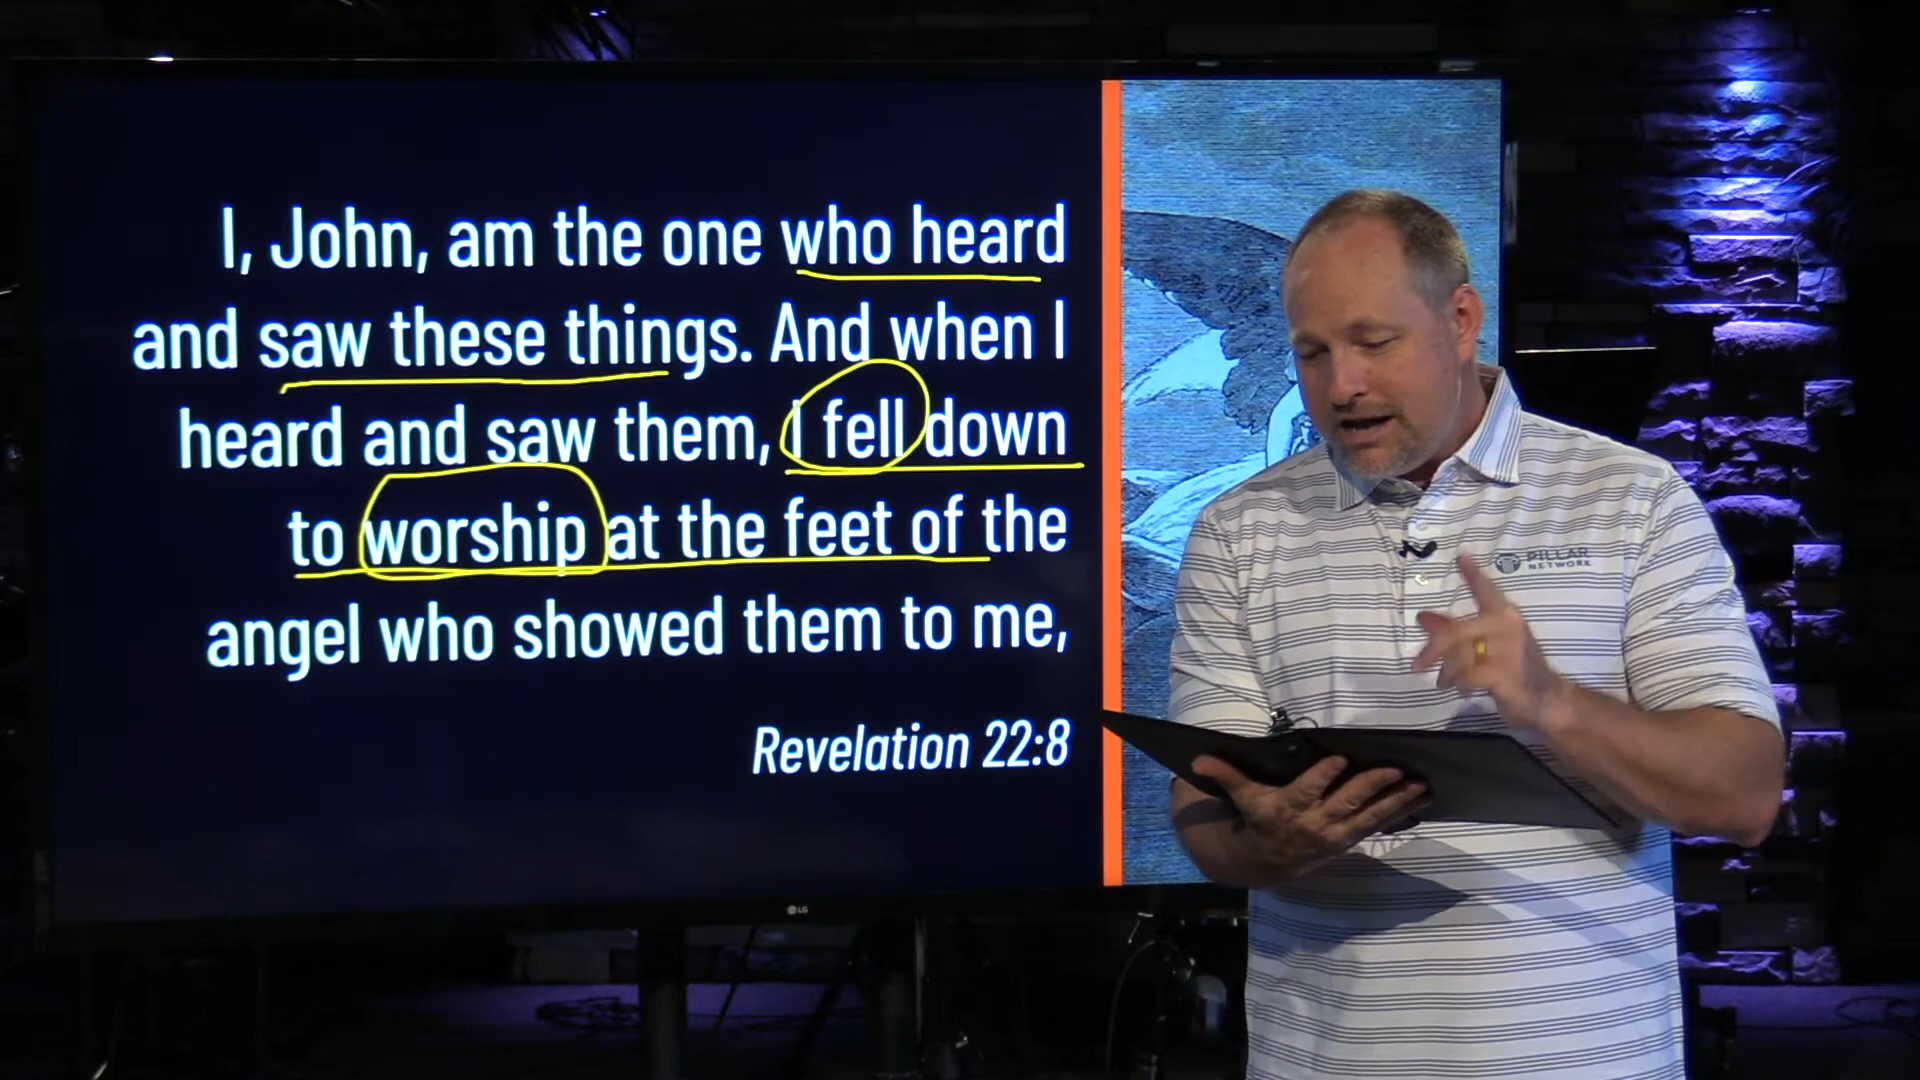 I, John, am the one who heard
and saw these things. And when I
heard and saw them, I fell down
to worship at the feet of the
angel who showed them to me,
Revelation 22:8
PILLAR
NETWORK
LG